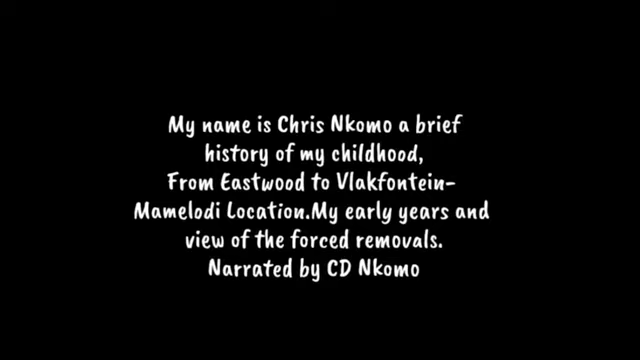 My name is Chris Nkomo a brief
history of my childhood,
From Eastwood to Vlakfontein-
Mamelodi Location.My early years and
view of the forced removals.
Narrated by CD Nkomo